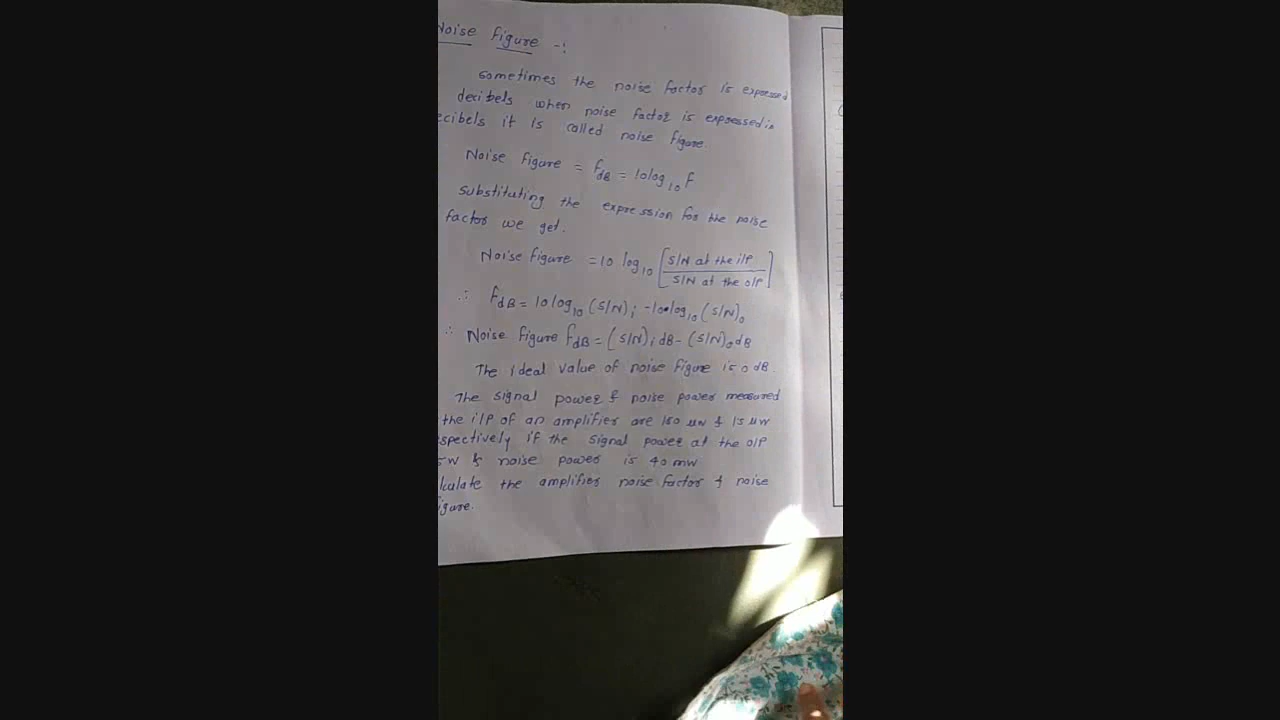 Noise figure -:
sometimes the noise factor is expressed
decibels when noise factor is expressed in
ecibels it is called noise figure.
Noise figure = FdB = 10log10 F
substituting the expression for the noise
factor we get.
Noise figure = 10 log10 [S/N at the i/P / S/N at the o/P]
∴ FdB = 10log10 (S/N)i - 10log10 (S/N)o
∴ Noise figure FdB = (S/N)i dB - (S/N)o dB
The ideal value of noise figure is 0 dB.
The signal power & noise power measured
the i/P of an amplifier are 150 μW & 1.5 μW
spectively if the signal power at the o/P
W & noise power is 40 mW
lculate the amplifier noise factor & noise
figure.